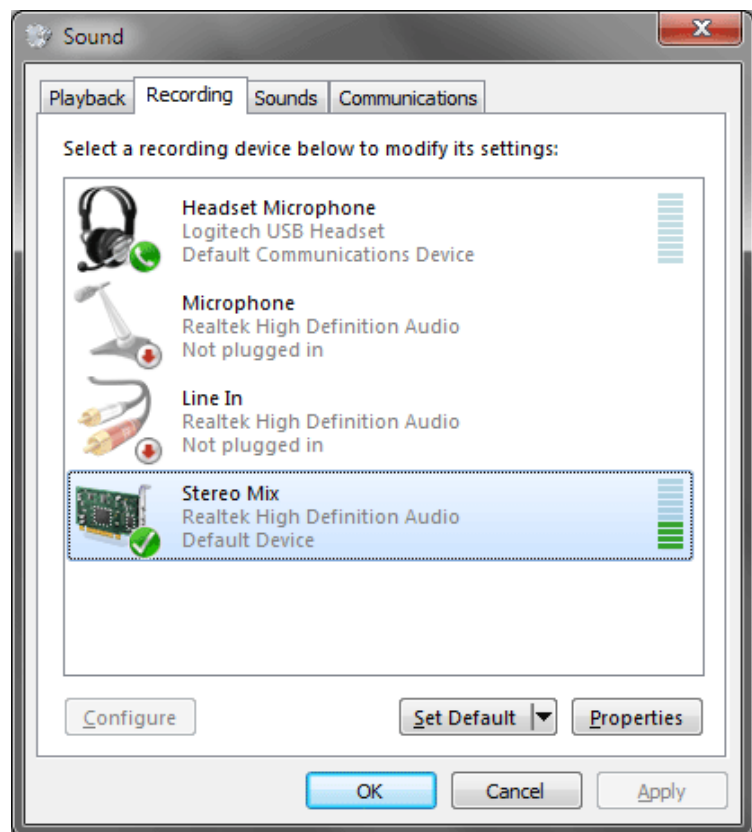 Sound
Playback Recording Sounds Communications
Select a recording device below to modify its settings:
Headset Microphone
Logitech USB Headset
Default Communications Device
Microphone
Realtek High Definition Audio
Not plugged in
Line In
Realtek High Definition Audio
Not plugged in
Stereo Mix
Realtek High Definition Audio
Default Device
Configure Set Default Properties
OK Cancel Apply